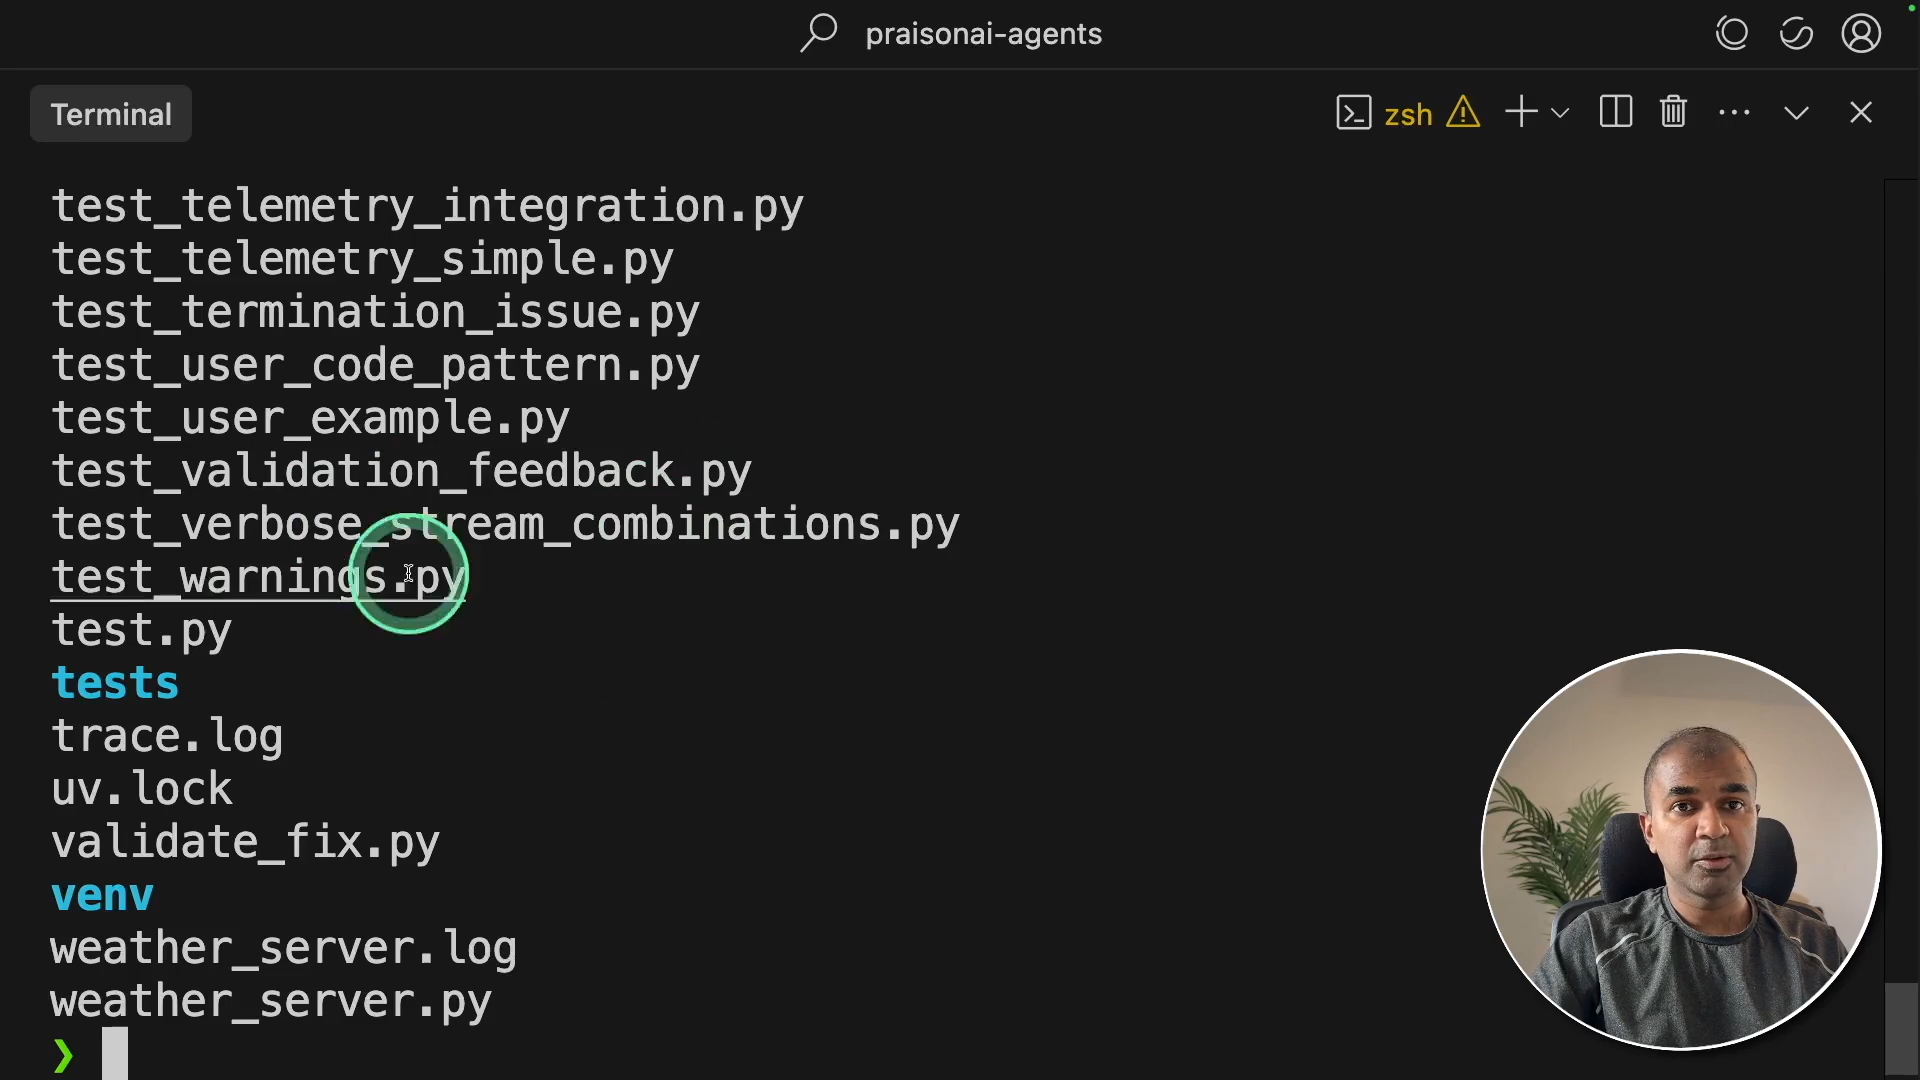 praisonai-agents
Terminal
zsh
test_telemetry_integration.py
test_telemetry_simple.py
test_termination_issue.py
test_user_code_pattern.py
test_user_example.py
test_validation_feedback.py
test_verbose_stream_combinations.py
test_warnings.py
test.py
tests
trace.log
uv.lock
validate_fix.py
venv
weather_server.log
weather_server.py
❯